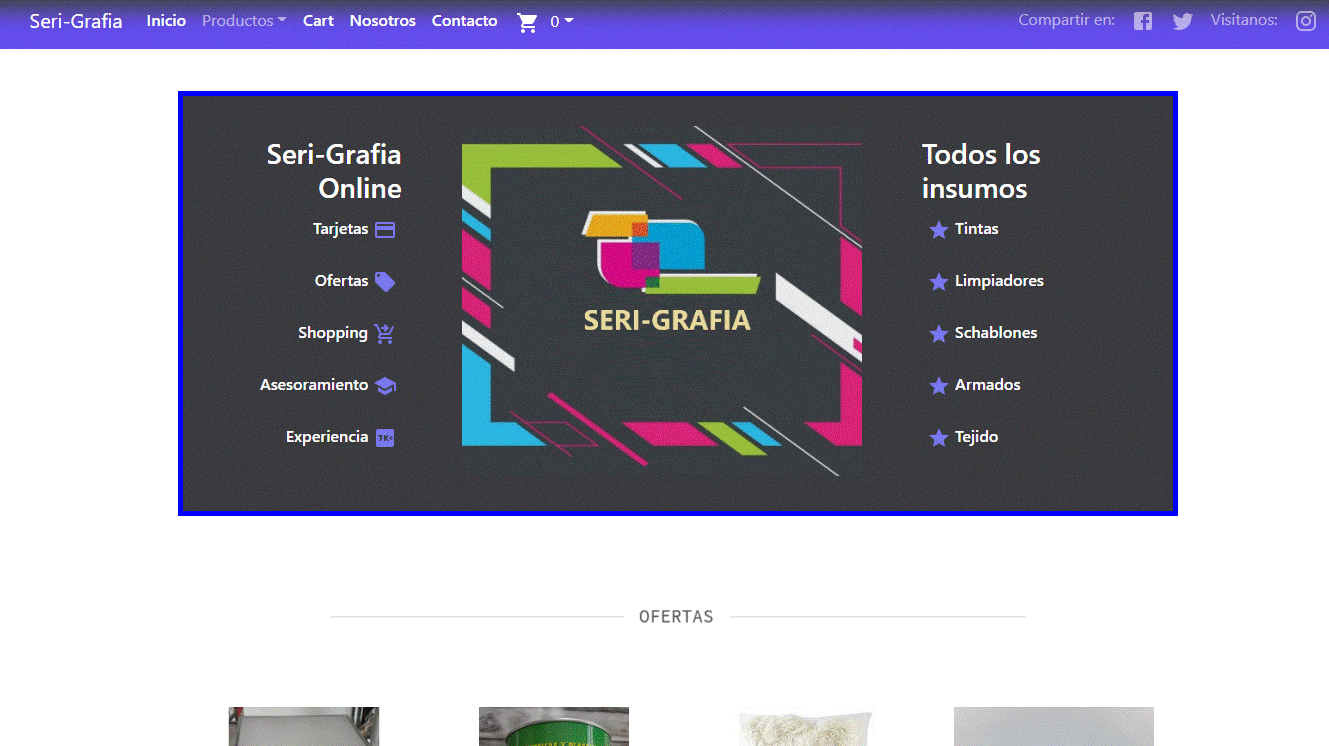 Seri-Grafia Inicio Productos Cart Nosotros Contacto 0 Compartir en: Visitanos:
Seri-Grafia
Online
Tarjetas
Ofertas
Shopping
Asesoramiento
Experiencia 7K+
SERI-GRAFIA
Todos los
insumos
Tintas
Limpiadores
Schablones
Armados
Tejido
OFERTAS